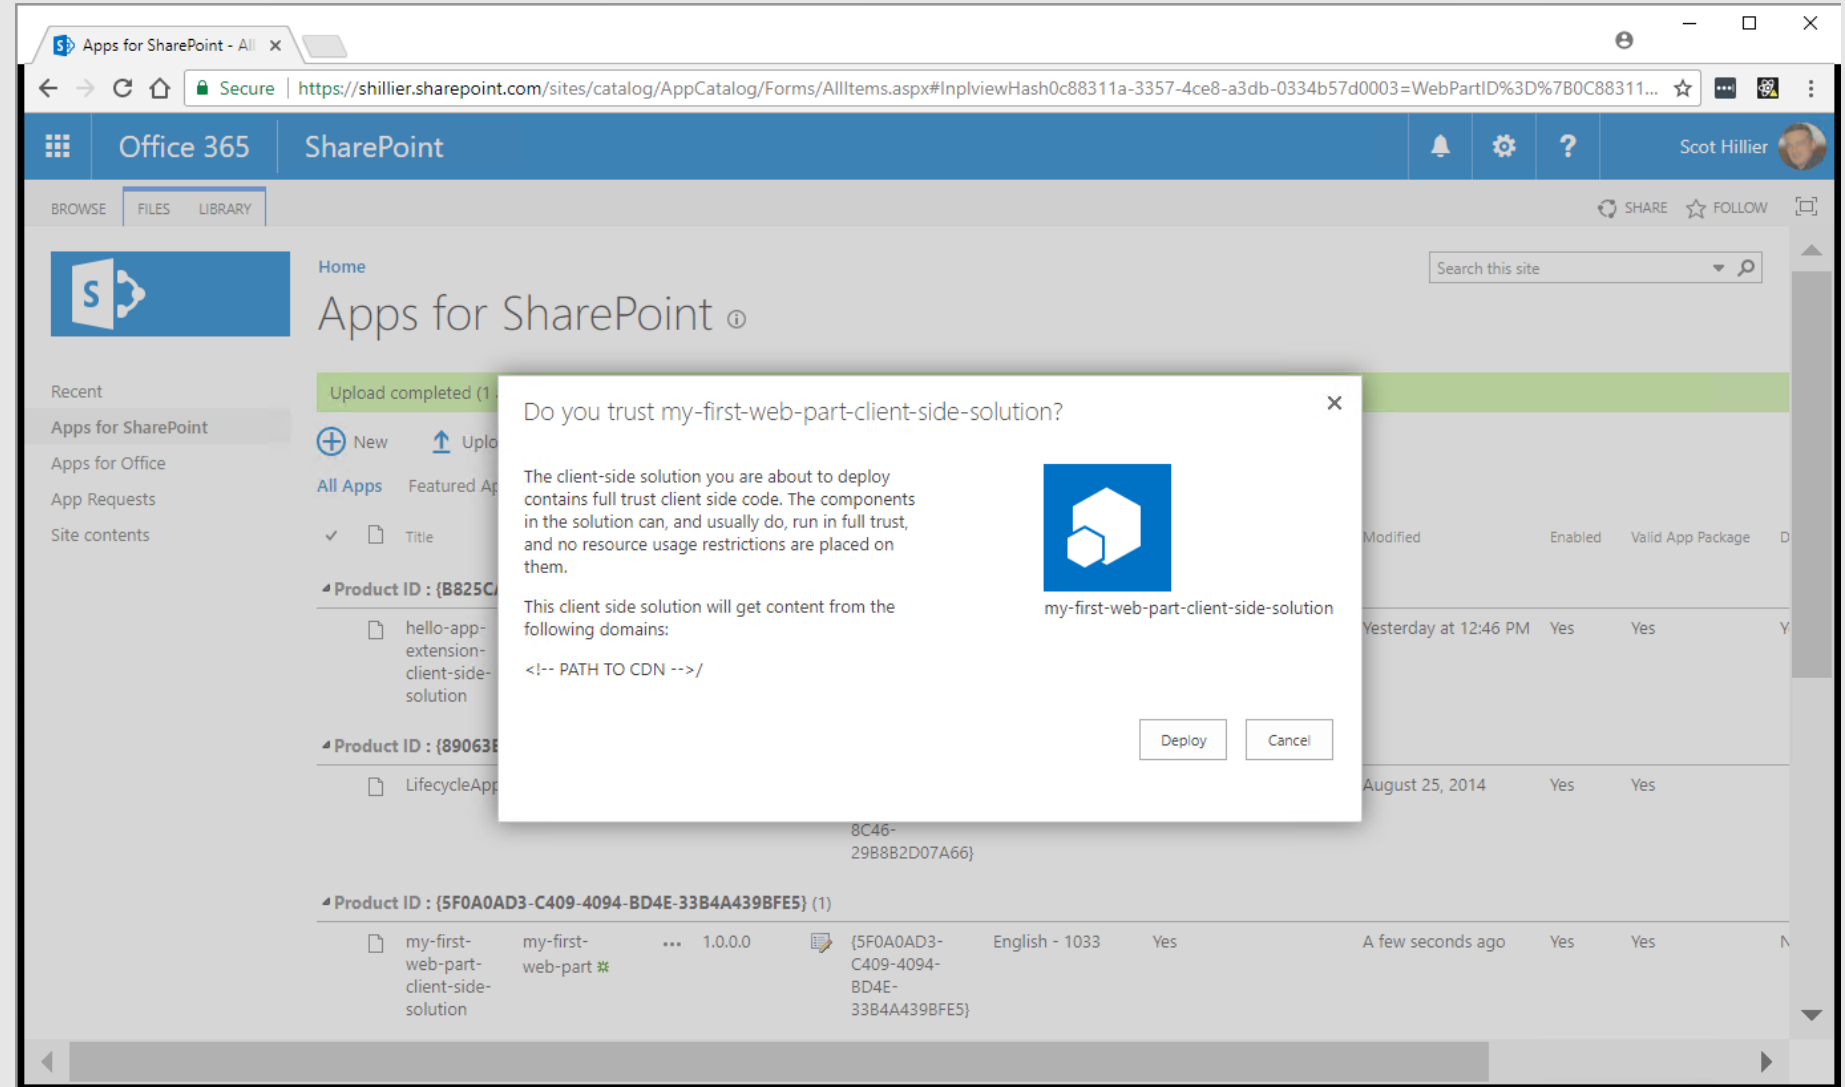 Apps for SharePoint - All
Secure https://shillier.sharepoint.com/sites/catalog/AppCatalog/Forms/AllItems.aspx#InplviewHash0c88311a-3357-4ce8-a3db-0334b57d0003=WebPartID%3D%7B0C88311...
Office 365 SharePoint ? Scot Hillier
BROWSE FILES LIBRARY SHARE FOLLOW
S
Home
Search this site
Apps for SharePoint
Recent
Apps for SharePoint
Apps for Office
App Requests
Site contents
Upload completed (1
New Uplo
All Apps Featured Ap
Title Modified Enabled Valid App Package D
Product ID : {B825C
hello-app-
extension-
client-side-
solution
Yesterday at 12:46 PM Yes Yes Y
Product ID : {89063
LifecycleApp
August 25, 2014 Yes Yes
8C46-
29B8B2D07A66}
Product ID : {5F0A0AD3-C409-4094-BD4E-33B4A439BFE5} (1)
my-first-
web-part-
client-side-
solution
my-first-
web-part
... 1.0.0.0
{5F0A0AD3-
C409-4094-
BD4E-
33B4A439BFE5}
English - 1033 Yes A few seconds ago Yes Yes
Do you trust my-first-web-part-client-side-solution?
The client-side solution you are about to deploy
contains full trust client side code. The components
in the solution can, and usually do, run in full trust,
and no resource usage restrictions are placed on
them.
This client side solution will get content from the
following domains:
<!-- PATH TO CDN -->/
my-first-web-part-client-side-solution
Deploy Cancel